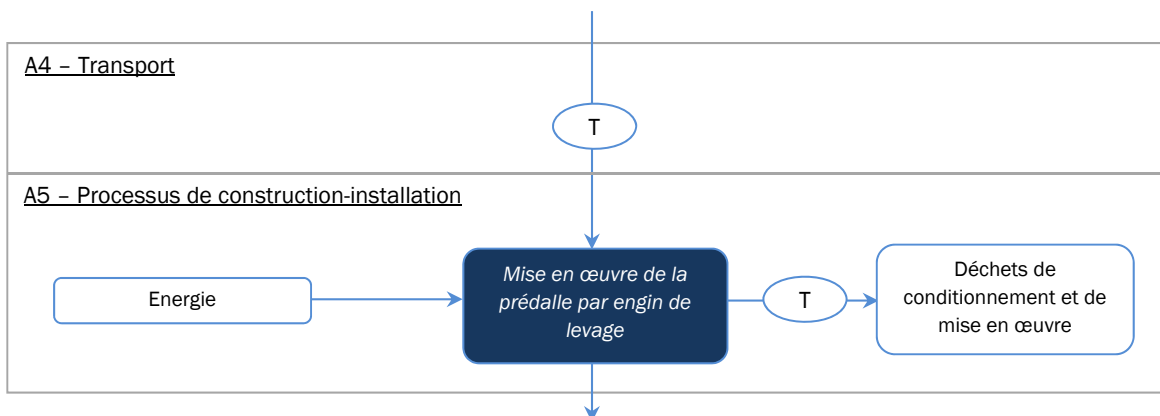 A4 – Transport
T
A5 – Processus de construction-installation
Energie
Mise en œuvre de la
prédalle par engin de
levage
T
Déchets de
conditionnement et de
mise en œuvre